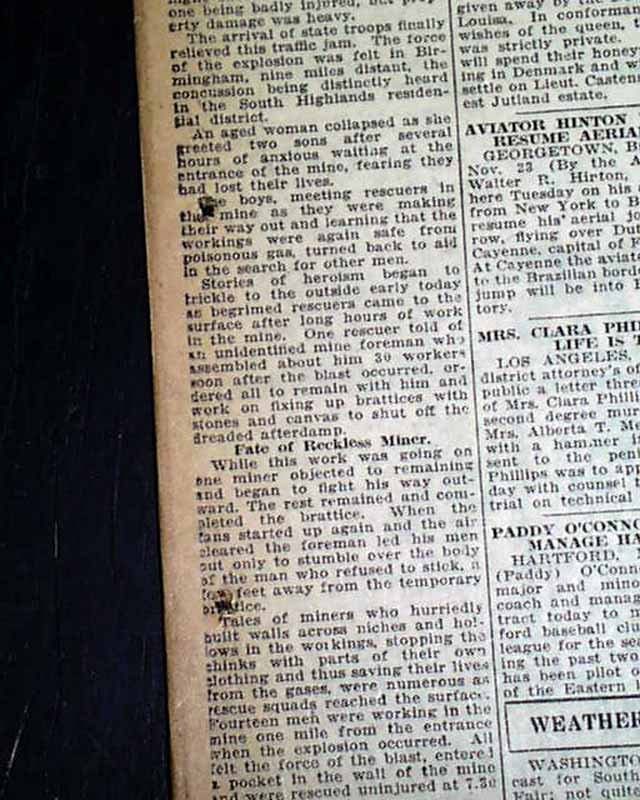 one being badly injured, but prop-
erty damage was heavy.
The arrival of state troops finally
relieved this traffic jam. The force
of the explosion was felt in Bir-
mingham, nine miles distant, the
concussion being distinctly heard
in the South Highlands residen-
tial district.
An aged woman collapsed as she
greeted two sons after several
hours of anxious waiting at the
entrance of the mine, fearing they
had lost their lives.
The boys, meeting rescuers in
the mine as they were making
their way out and learning that the
workings were again safe from
poisonous gas, turned back to aid
in the search for other men.
Stories of heroism began to
trickle to the outside early today
as begrimed rescuers came to the
surface after long hours of work
in the mine. One rescuer told of
an unidentified mine foreman who
assembled about him 30 workers
soon after the blast occurred, or-
dered all to remain with him and
work on fixing up brattices with
stones and canvas to shut off the
dreaded afterdamp.
Fate of Reckless Miner.
While this work was going on
one miner objected to remaining
and began to fight his way out-
ward. The rest remained and com-
pleted the brattice. When the
fans started up again and the air
cleared the foreman led his men
out only to stumble over the body
of the man who refused to stick, a
few feet away from the temporary
brattice.
Tales of miners who hurriedly
built walls across niches and hol-
lows in the workings, stopping the
chinks with parts of their own
clothing and thus saving their lives
from the gases, were numerous as
rescue squads reached the surface.
Fourteen men were working in the
mine one mile from the entrance
when the explosion occurred. All
felt the force of the blast, entered
a pocket in the wall of the mine
and were rescued uninjured at 7.30
given away by the
Louisa. In conforman
wishes of the queen,
was strictly private.
will spend their honey
ing in Denmark and wi
settle on Lieut. Casten
est Jutland estate.
AVIATOR HINTON
RESUME AERIA
GEORGETOWN, B
Nov. 23 (By the A
Walter R. Hinton,
here Tuesday on his
from New York to B
resume his aerial j
row, flying over Dut
Cayenne, capital of F
At Cayenne the aviat
to the Brazilian bord
jump will be into
tory.
MRS. CLARA PHI
LIFE IS T
LOS ANGELES,
district attorney's of
public a letter threa
of Mrs. Clara Philli
second degree mur
Mrs. Alberta T. Me
with a hammer
sent to the peni
Phillips was to app
day with counsel
trial on technical
PADDY O'CONN
MANAGE HA
HARTFORD,
(Paddy) O'Conn
major and mino
coach and manag
tract today to m
ford baseball clu
league for the sea
ing the past two
has been pilot o
of the Eastern
WEATHER
WASHINGTO
cast for South
Fair; not quite